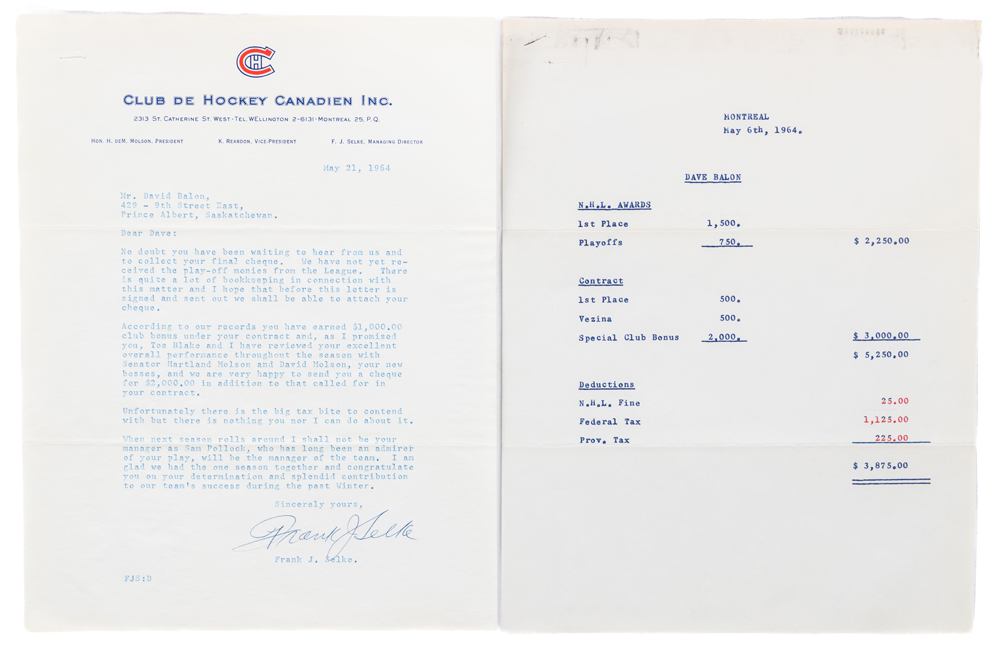 CLUB DE HOCKEY CANADIEN INC.
2313 ST. CATHERINE ST. WEST · TEL. WELLINGTON 2-6131 · MONTREAL 25, P.Q.
HON. H. DEM. MOLSON, PRESIDENT K. REARDON, VICE-PRESIDENT F. J. SELKE, MANAGING DIRECTOR
May 21, 1964
Mr. David Balon,
428 - 9th Street East,
Prince Albert, Saskatchewan.
Dear Dave:
No doubt you have been waiting to hear from us and
to collect your final cheque. We have not yet re-
ceived the play-off monies from the League. There
is quite a lot of bookkeeping in connection with
this matter and I hope that before this letter is
signed and sent out we shall be able to attach your
cheque.
According to our records you have earned $1,000.00
club bonus under your contract and, as I promised
you, Toe Blake and I have reviewed your excellent
overall performance throughout the season with
Senator Hartland Molson and David Molson, your new
bosses, and we are very happy to send you a cheque
for $2,000.00 in addition to that called for in
your contract.
Unfortunately there is the big tax bite to contend
with but there is nothing you nor I can do about it.
When next season rolls around I shall not be your
manager as Sam Pollock, who has long been an admirer
of your play, will be the manager of the team. I am
glad we had the one season together and congratulate
you on your determination and splendid contribution
to our team's success during the past Winter.
Sincerely yours,
Frank J. Selke
Frank J. Selke.
FJS:D
MONTREAL
May 6th, 1964.
DAVE BALON
N.H.L. AWARDS
1st Place 1,500.
Playoffs 750. $ 2,250.00
Contract
1st Place 500.
Vezina 500.
Special Club Bonus 2,000. $ 3,000.00
$ 5,250.00
Deductions
N.H.L. Fine 25.00
Federal Tax 1,125.00
Prov. Tax 225.00
$ 3,875.00